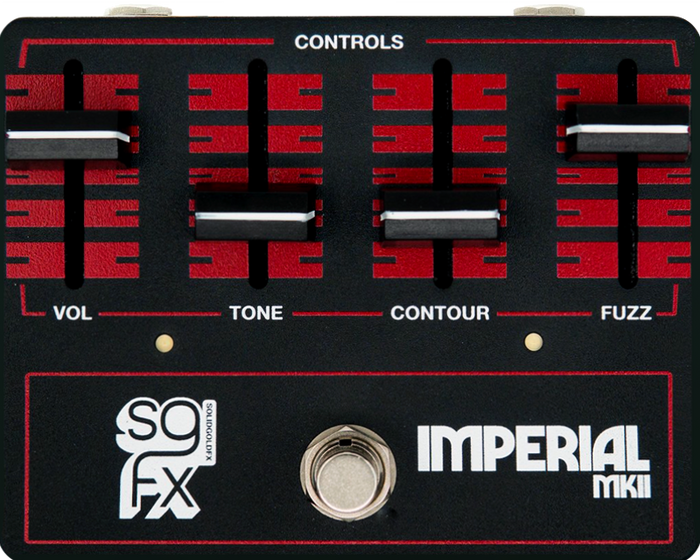 CONTROLS
VOL TONE CONTOUR FUZZ
sg
SOLIDGOLDFX
FX
IMPERIAL
MKII